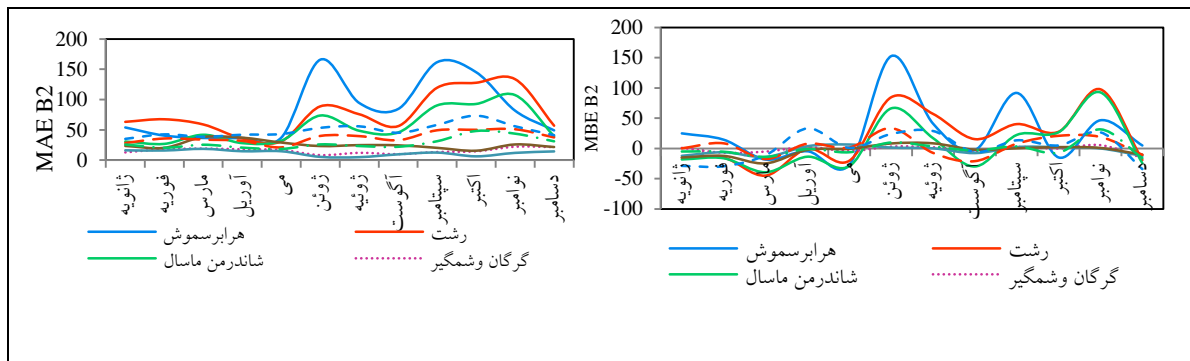 MAE B2
200
150
100
50
0
ژانویه
فوریه
مارس
آوریل
می
ژوئن
ژوئیه
آگوست
سپتامبر
اکتبر
نوامبر
دسامبر
هرابرسموش
رشت
شاندرمن ماسال
گرگان وشمگیر
MBE B2
200
150
100
50
0
-50
-100
ژانویه
فوریه
مارس
آوریل
می
ژوئن
ژوئیه
آگوست
سپتامبر
اکتبر
نوامبر
دسامبر
هرابرسموش
رشت
شاندرمن ماسال
گرگان وشمگیر